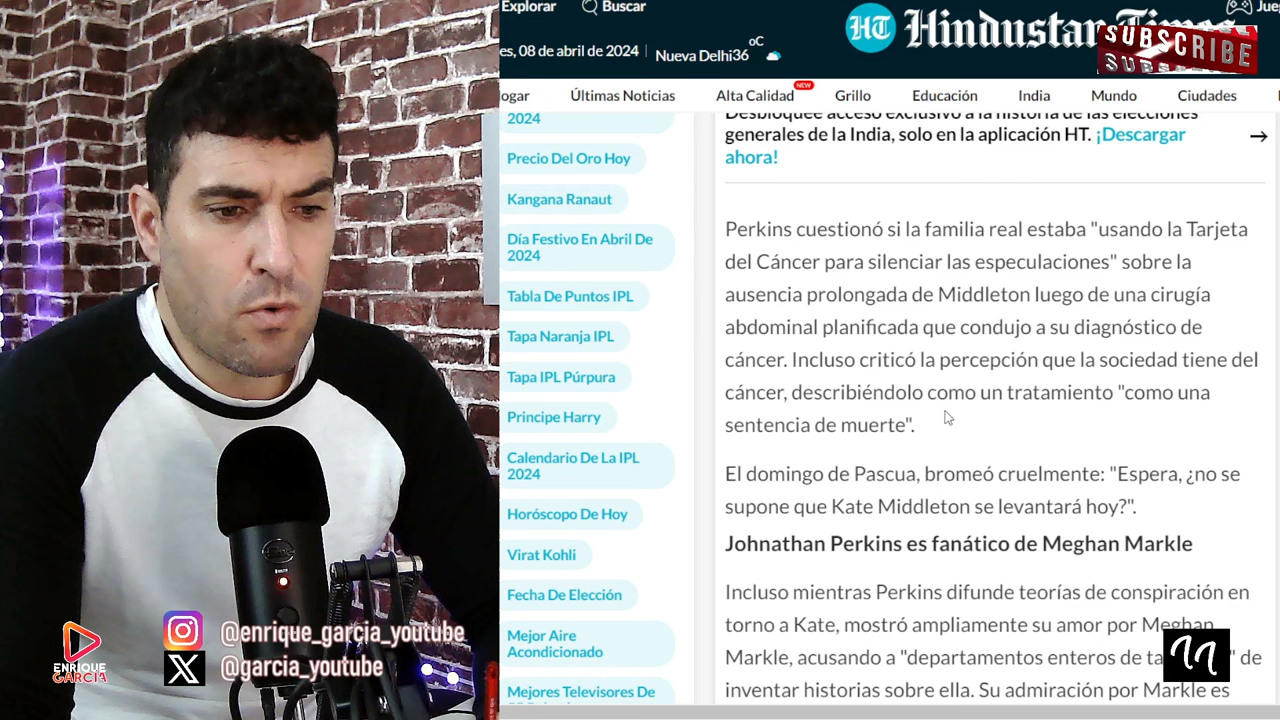 Explorar
Buscar
Jue
HT Hindustan Times
es, 08 de abril de 2024
Nueva Delhi36 °C
SUBSCRIBE
ogar
Últimas Noticias
Alta Calidad
NEW
Grillo
Educación
India
Mundo
Ciudades
2024
Precio Del Oro Hoy
Kangana Ranaut
Día Festivo En Abril De
2024
Tabla De Puntos IPL
Tapa Naranja IPL
Tapa IPL Púrpura
Principe Harry
Calendario De La IPL
2024
Horóscopo De Hoy
Virat Kohli
Fecha De Elección
Mejor Aire
Acondicionado
Mejores Televisores De
Desbloquee acceso exclusivo a la historia de las elecciones
generales de la India, solo en la aplicación HT. ¡Descargar
ahora!
Perkins cuestionó si la familia real estaba "usando la Tarjeta
del Cáncer para silenciar las especulaciones" sobre la
ausencia prolongada de Middleton luego de una cirugía
abdominal planificada que condujo a su diagnóstico de
cáncer. Incluso criticó la percepción que la sociedad tiene del
cáncer, describiéndolo como un tratamiento "como una
sentencia de muerte".
El domingo de Pascua, bromeó cruelmente: "Espera, ¿no se
supone que Kate Middleton se levantará hoy?".
Johnathan Perkins es fanático de Meghan Markle
Incluso mientras Perkins difunde teorías de conspiración en
torno a Kate, mostró ampliamente su amor por Meghan
Markle, acusando a "departamentos enteros de ta " de
inventar historias sobre ella. Su admiración por Markle es
ENRIQUE
GARCIA
@enrique_garcia_youtube
@garcia_youtube